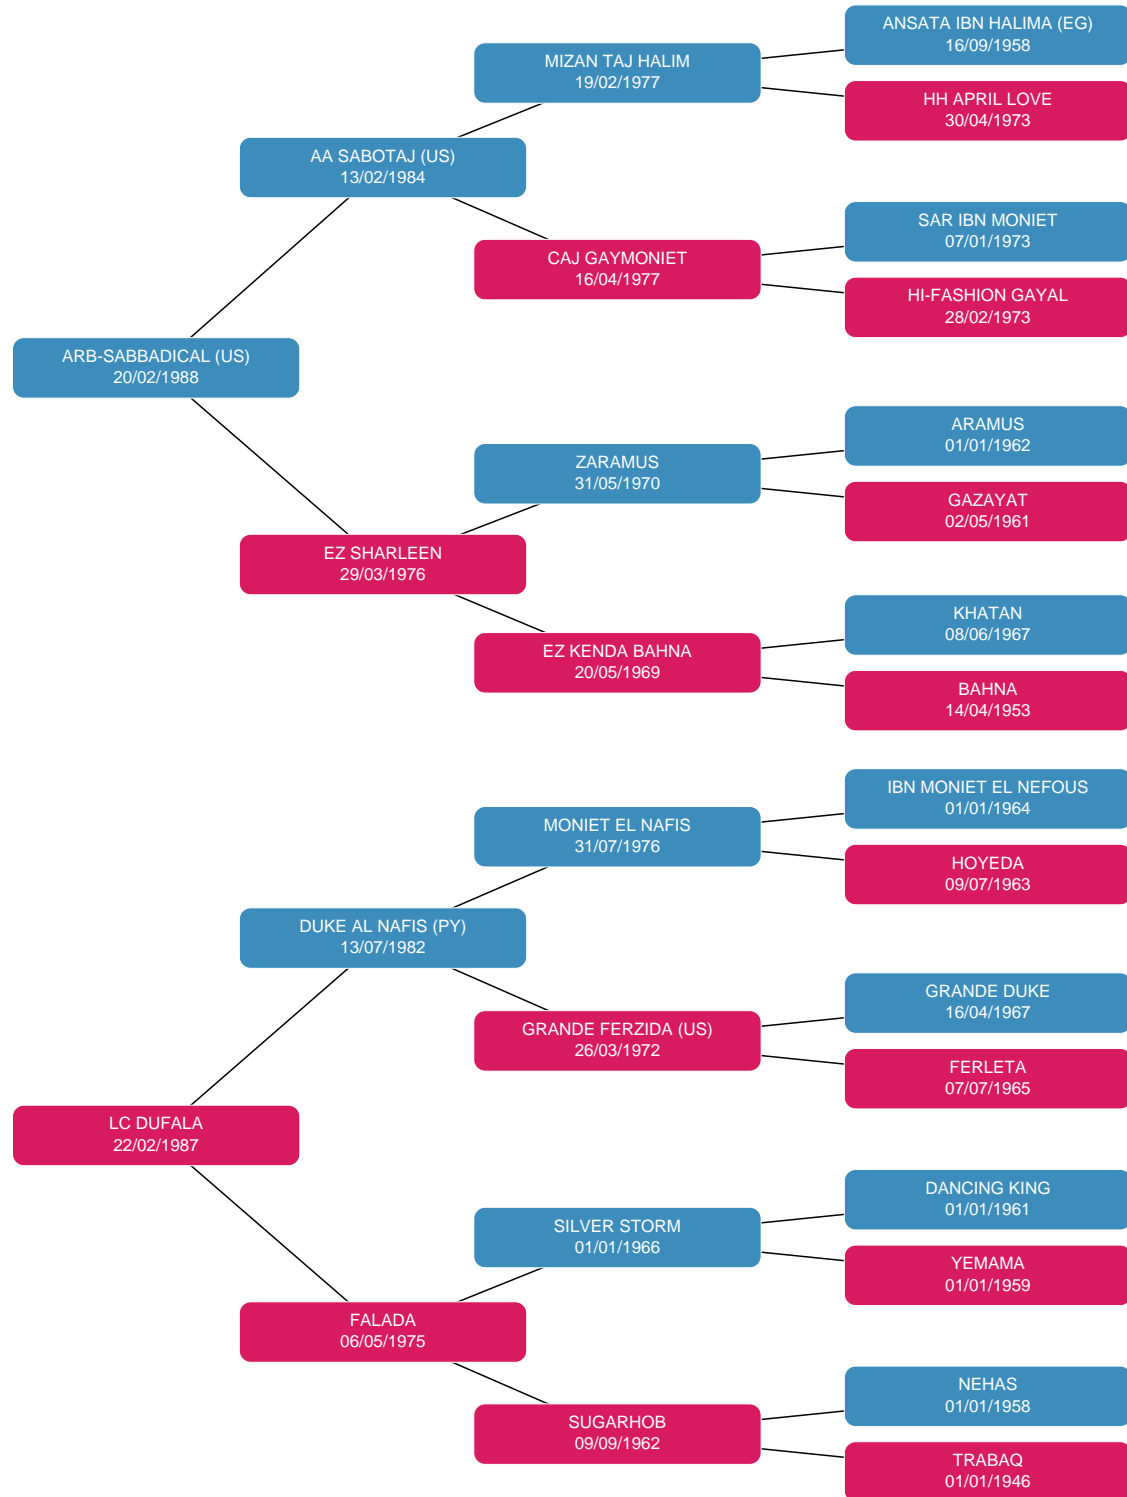 ANSATA IBN HALIMA (EG)
16/09/1958
MIZAN TAJ HALIM
19/02/1977
HH APRIL LOVE
30/04/1973
AA SABOTAJ (US)
13/02/1984
SAR IBN MONIET
07/01/1973
CAJ GAYMONIET
16/04/1977
HI-FASHION GAYAL
28/02/1973
ARB-SABBADICAL (US)
20/02/1988
ARAMUS
01/01/1962
ZARAMUS
31/05/1970
GAZAYAT
02/05/1961
EZ SHARLEEN
29/03/1976
KHATAN
08/06/1967
EZ KENDA BAHNA
20/05/1969
BAHNA
14/04/1953
IBN MONIET EL NEFOUS
01/01/1964
MONIET EL NAFIS
31/07/1976
HOYEDA
09/07/1963
DUKE AL NAFIS (PY)
13/07/1982
GRANDE DUKE
16/04/1967
GRANDE FERZIDA (US)
26/03/1972
FERLETA
07/07/1965
LC DUFALA
22/02/1987
DANCING KING
01/01/1961
SILVER STORM
01/01/1966
YEMAMA
01/01/1959
FALADA
06/05/1975
NEHAS
01/01/1958
SUGARHOB
09/09/1962
TRABAQ
01/01/1946